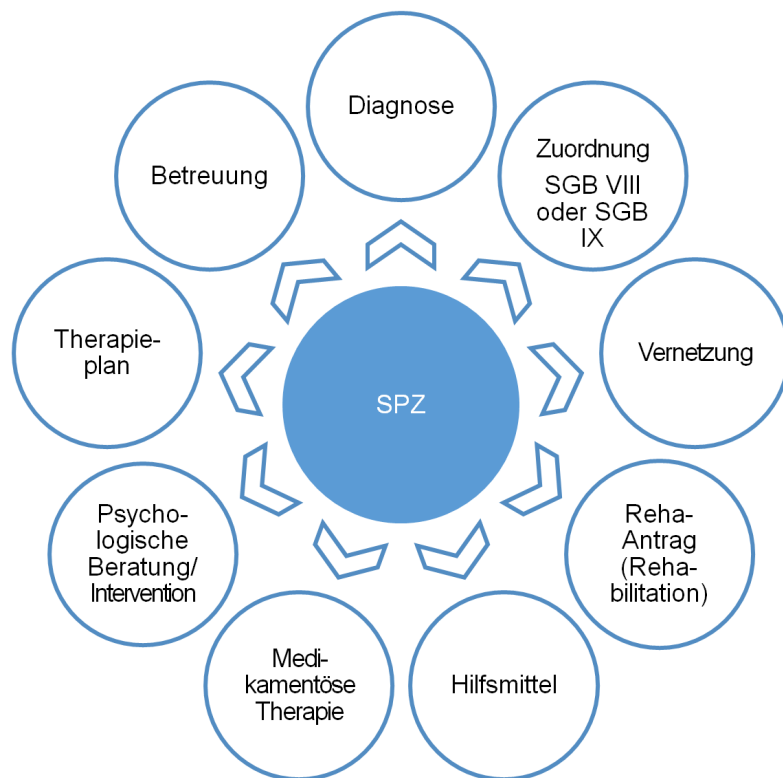 Diagnose
Zuordnung
SGB VIII
oder SGB
IX
Vernetzung
Reha-
Antrag
(Reha-
bilitation)
Hilfsmittel
Medi-
kamentöse
Therapie
Psycho-
logische
Beratung/
Intervention
Therapie-
plan
Betreuung
SPZ